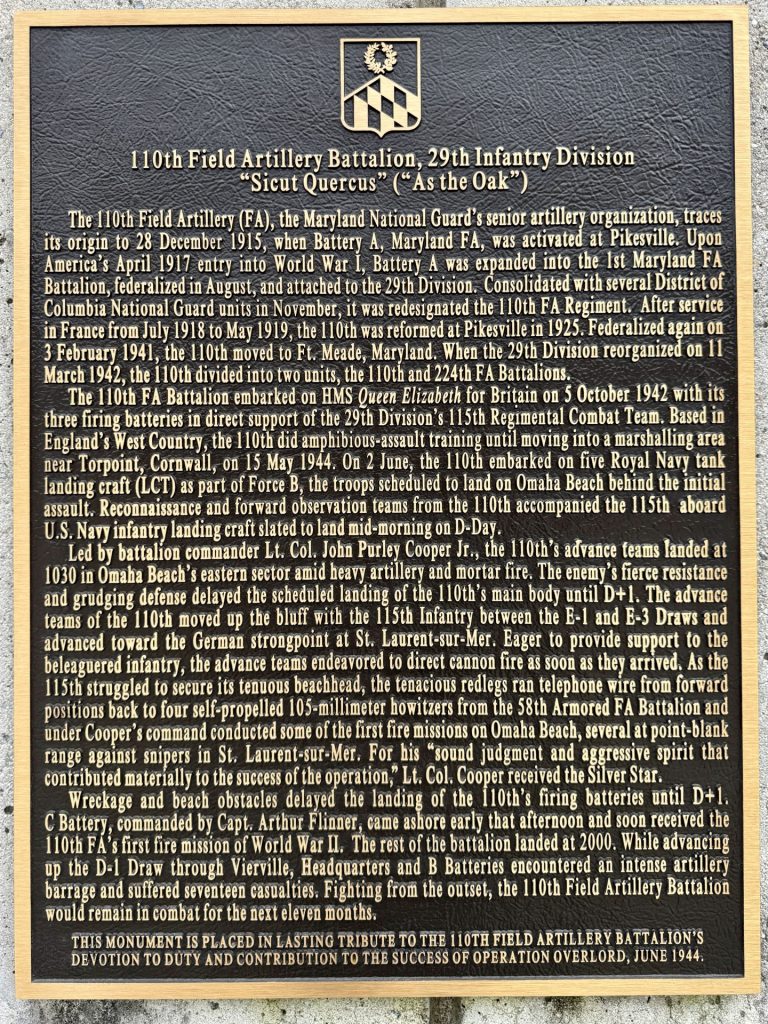 110th Field Artillery Battalion, 29th Infantry Division
“Sicut Quercus” (“As the Oak”)
The 110th Field Artillery (FA), the Maryland National Guard’s senior artillery organization, traces
its origin to 28 December 1915, when Battery A, Maryland FA, was activated at Pikesville. Upon
America’s April 1917 entry into World War I, Battery A was expanded into the 1st Maryland FA
Battalion, federalized in August, and attached to the 29th Division. Consolidated with several District of
Columbia National Guard units in November, it was redesignated the 110th FA Regiment. After service
in France from July 1918 to May 1919, the 110th was reformed at Pikesville in 1925. Federalized again on
3 February 1941, the 110th moved to Ft. Meade, Maryland. When the 29th Division reorganized on 11
March 1942, the 110th divided into two units, the 110th and 224th FA Battalions.
The 110th FA Battalion embarked on HMS Queen Elizabeth for Britain on 5 October 1942 with its
three firing batteries in direct support of the 29th Division’s 115th Regimental Combat Team. Based in
England’s West Country, the 110th did amphibious-assault training until moving into a marshalling area
near Torpoint, Cornwall, on 15 May 1944. On 2 June, the 110th embarked on five Royal Navy tank
landing craft (LCT) as part of Force B, the troops scheduled to land on Omaha Beach behind the initial
assault. Reconnaissance and forward observation teams from the 110th accompanied the 115th aboard
U.S. Navy infantry landing craft slated to land mid-morning on D-Day.
Led by battalion commander Lt. Col. John Purley Cooper Jr., the 110th’s advance teams landed at
1030 in Omaha Beach’s eastern sector amid heavy artillery and mortar fire. The enemy’s fierce resistance
and grudging defense delayed the scheduled landing of the 110th’s main body until D+1. The advance
teams of the 110th moved up the bluff with the 115th Infantry between the E-1 and E-3 Draws and
advanced toward the German strongpoint at St. Laurent-sur-Mer. Eager to provide support to the
beleaguered infantry, the advance teams endeavored to direct cannon fire as soon as they arrived. As the
115th struggled to secure its tenuous beachhead, the tenacious redlegs ran telephone wire from forward
positions back to four self-propelled 105-millimeter howitzers from the 58th Armored FA Battalion and
under Cooper’s command conducted some of the first fire missions on Omaha Beach, several at point-blank
range against snipers in St. Laurent-sur-Mer. For his “sound judgment and aggressive spirit that
contributed materially to the success of the operation,” Lt. Col. Cooper received the Silver Star.
Wreckage and beach obstacles delayed the landing of the 110th’s firing batteries until D+1.
C Battery, commanded by Capt. Arthur Flinner, came ashore early that afternoon and soon received the
110th FA’s first fire mission of World War II. The rest of the battalion landed at 2000. While advancing
up the D-1 Draw through Vierville, Headquarters and B Batteries encountered an intense artillery
barrage and suffered seventeen casualties. Fighting from the outset, the 110th Field Artillery Battalion
would remain in combat for the next eleven months.
THIS MONUMENT IS PLACED IN LASTING TRIBUTE TO THE 110TH FIELD ARTILLERY BATTALION’S
DEVOTION TO DUTY AND CONTRIBUTION TO THE SUCCESS OF OPERATION OVERLORD, JUNE 1944.